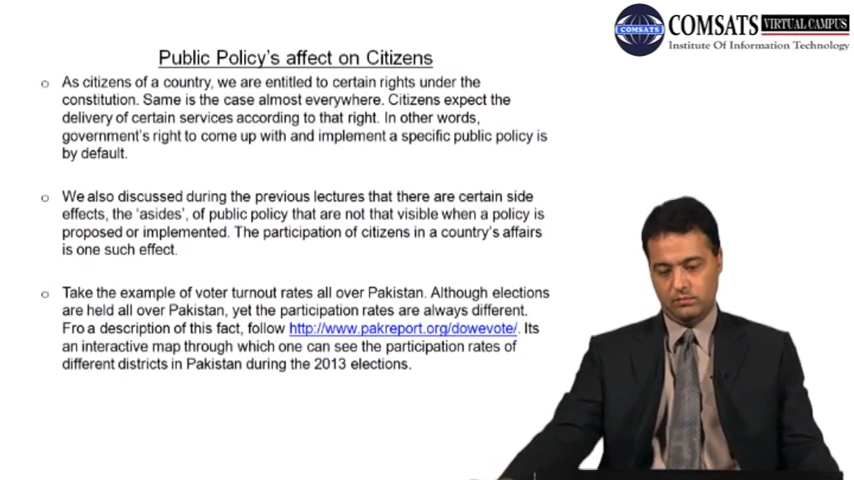 COMSATS VIRTUAL CAMPUS
Institute Of Information Technology
COMSATS
Public Policy's affect on Citizens
o As citizens of a country, we are entitled to certain rights under the
constitution. Same is the case almost everywhere. Citizens expect the
delivery of certain services according to that right. In other words,
government's right to come up with and implement a specific public policy is
by default.
o We also discussed during the previous lectures that there are certain side
effects, the 'asides', of public policy that are not that visible when a policy is
proposed or implemented. The participation of citizens in a country's affairs
is one such effect.
o Take the example of voter turnout rates all over Pakistan. Although elections
are held all over Pakistan, yet the participation rates are always different.
Fro a description of this fact, follow http://www.pakreport.org/dowevote/. Its
an interactive map through which one can see the participation rates of
different districts in Pakistan during the 2013 elections.